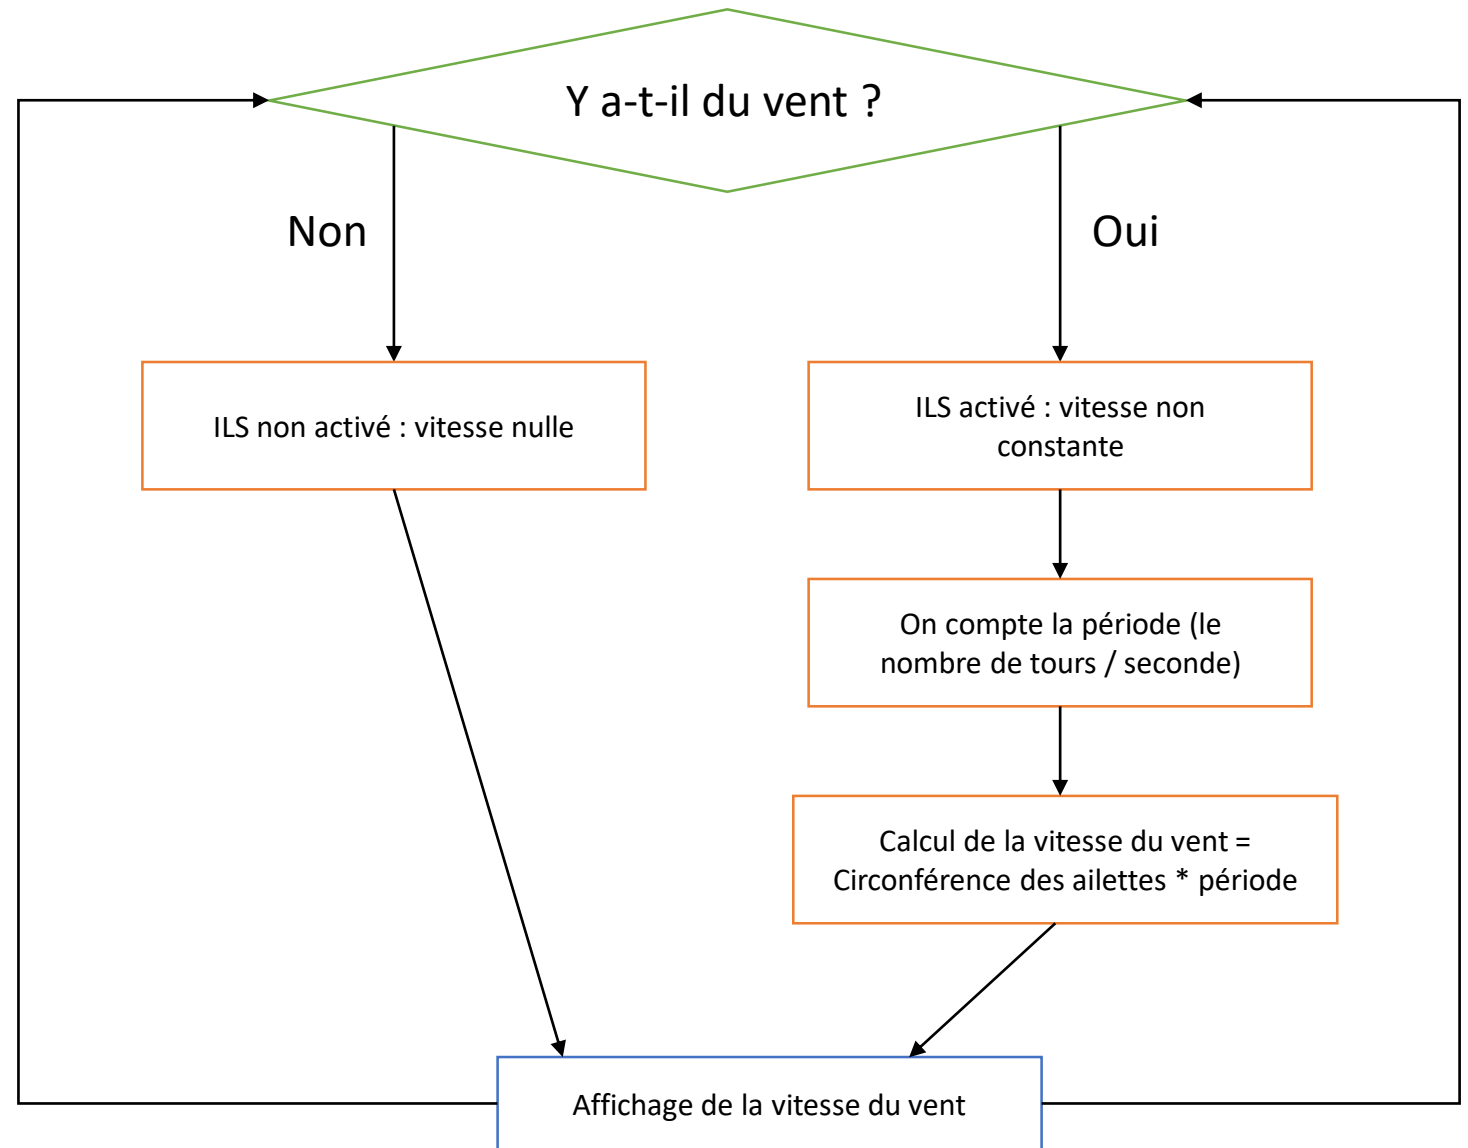 Y a-t-il du vent ?
Non
Oui
ILS non activé : vitesse nulle
ILS activé : vitesse non
constante
On compte la période (le
nombre de tours / seconde)
Calcul de la vitesse du vent =
Circonférence des ailettes * période
Affichage de la vitesse du vent